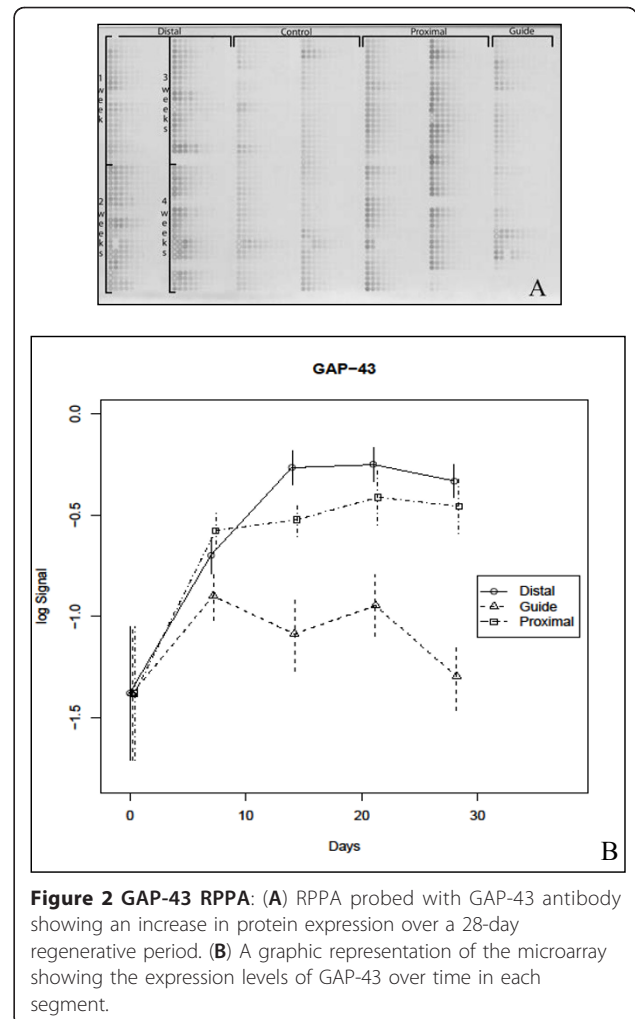 Distal Control Proximal Guide
1 weeks
3 weeks
2 weeks
4 weeks
A
GAP−43
0.0
−0.5
−1.0
−1.5
log Signal
Distal
Guide
Proximal
0 10 20 30
Days
B
Figure 2 GAP-43 RPPA: (A) RPPA probed with GAP-43 antibody
showing an increase in protein expression over a 28-day
regenerative period. (B) A graphic representation of the microarray
showing the expression levels of GAP-43 over time in each
segment.